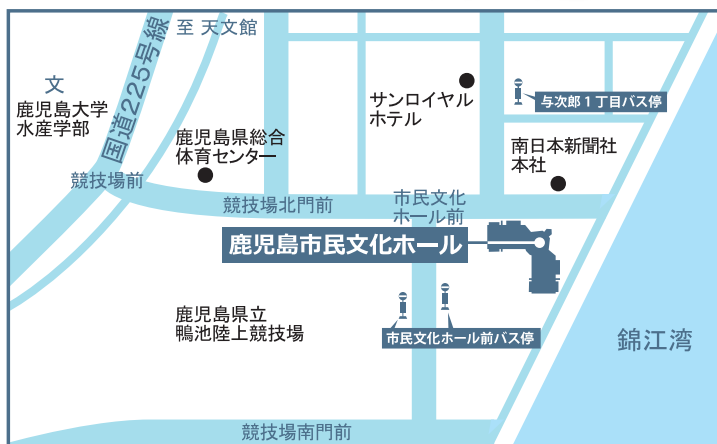 至 天文館
国道225号線
文
鹿児島大学
水産学部
サンロイヤル
ホテル
与次郎1丁目バス停
鹿児島県総合
体育センター
南日本新聞社
本社
競技場前
競技場北門前
市民文化
ホール前
鹿児島市民文化ホール
鹿児島県立
鴨池陸上競技場
市民文化ホール前バス停
錦江湾
競技場南門前